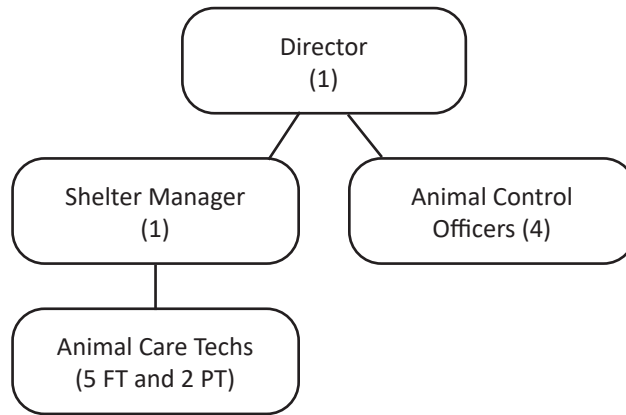 Director
(1)
Shelter Manager
(1)
Animal Control
Officers (4)
Animal Care Techs
(5 FT and 2 PT)